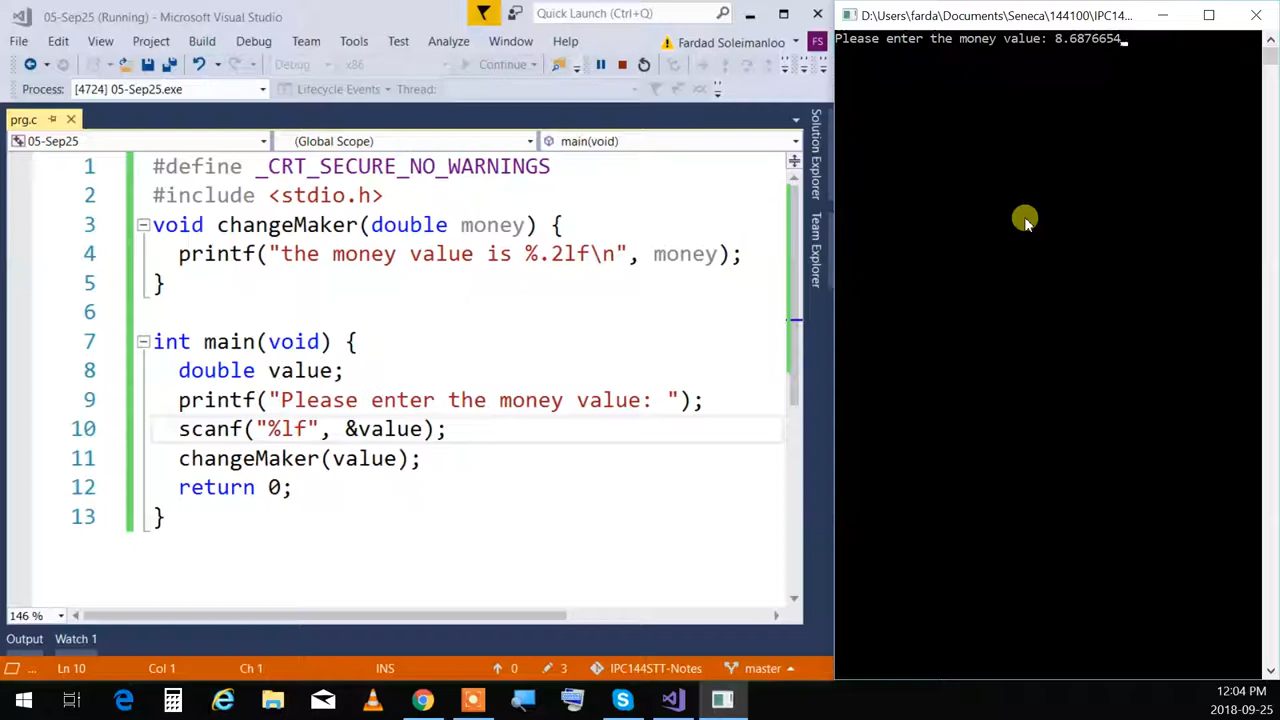 05-Sep25 (Running) - Microsoft Visual Studio
Quick Launch (Ctrl+Q)
File Edit View Project Build Debug Team Tools Test Analyze Window Help
Fardad Soleimanloo FS
Debug x86 Continue
Process: [4724] 05-Sep25.exe Lifecycle Events Thread:
prg.c
05-Sep25 (Global Scope) main(void)
1 #define _CRT_SECURE_NO_WARNINGS
2 #include <stdio.h>
3 void changeMaker(double money) {
4 printf("the money value is %.2lf\n", money);
5 }
6
7 int main(void) {
8 double value;
9 printf("Please enter the money value: ");
10 scanf("%lf", &value);
11 changeMaker(value);
12 return 0;
13 }
146 %
Output Watch 1
... Ln 10 Col 1 Ch 1 INS 0 3 IPC144STT-Notes master
Solution Explorer
Team Explorer
D:\Users\farda\Documents\Seneca\144100\IPC14...
Please enter the money value: 8.6876654_
12:04 PM
2018-09-25